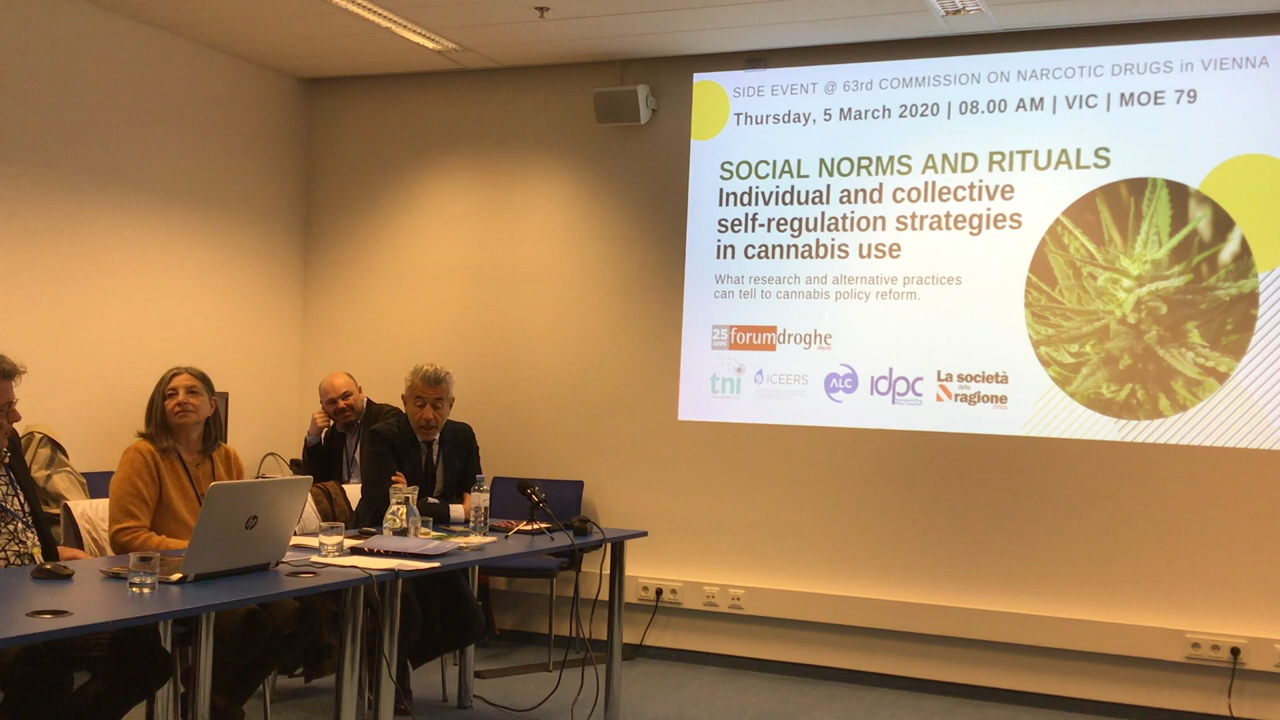 SIDE EVENT @ 63rd COMMISSION ON NARCOTIC DRUGS in VIENNA
Thursday, 5 March 2020 | 08.00 AM | VIC | MOE 79
SOCIAL NORMS AND RITUALS
Individual and collective
self-regulation strategies
in cannabis use
What research and alternative practices
can tell to cannabis policy reform.
25 forumdroghe
tni
ICEERS
ALC
idpc
La società
della
ragione
hp